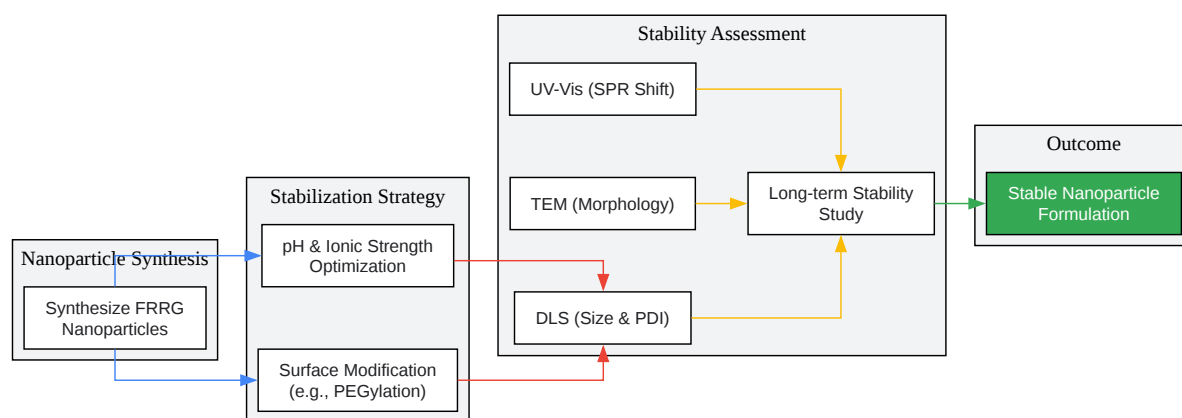 Nanoparticle Synthesis
Synthesize FRRG
Nanoparticles
Stabilization Strategy
pH & Ionic Strength
Optimization
Surface Modification
(e.g., PEGylation)
Stability Assessment
UV-Vis (SPR Shift)
TEM (Morphology)
DLS (Size & PDI)
Long-term Stability
Study
Outcome
Stable Nanoparticle
Formulation